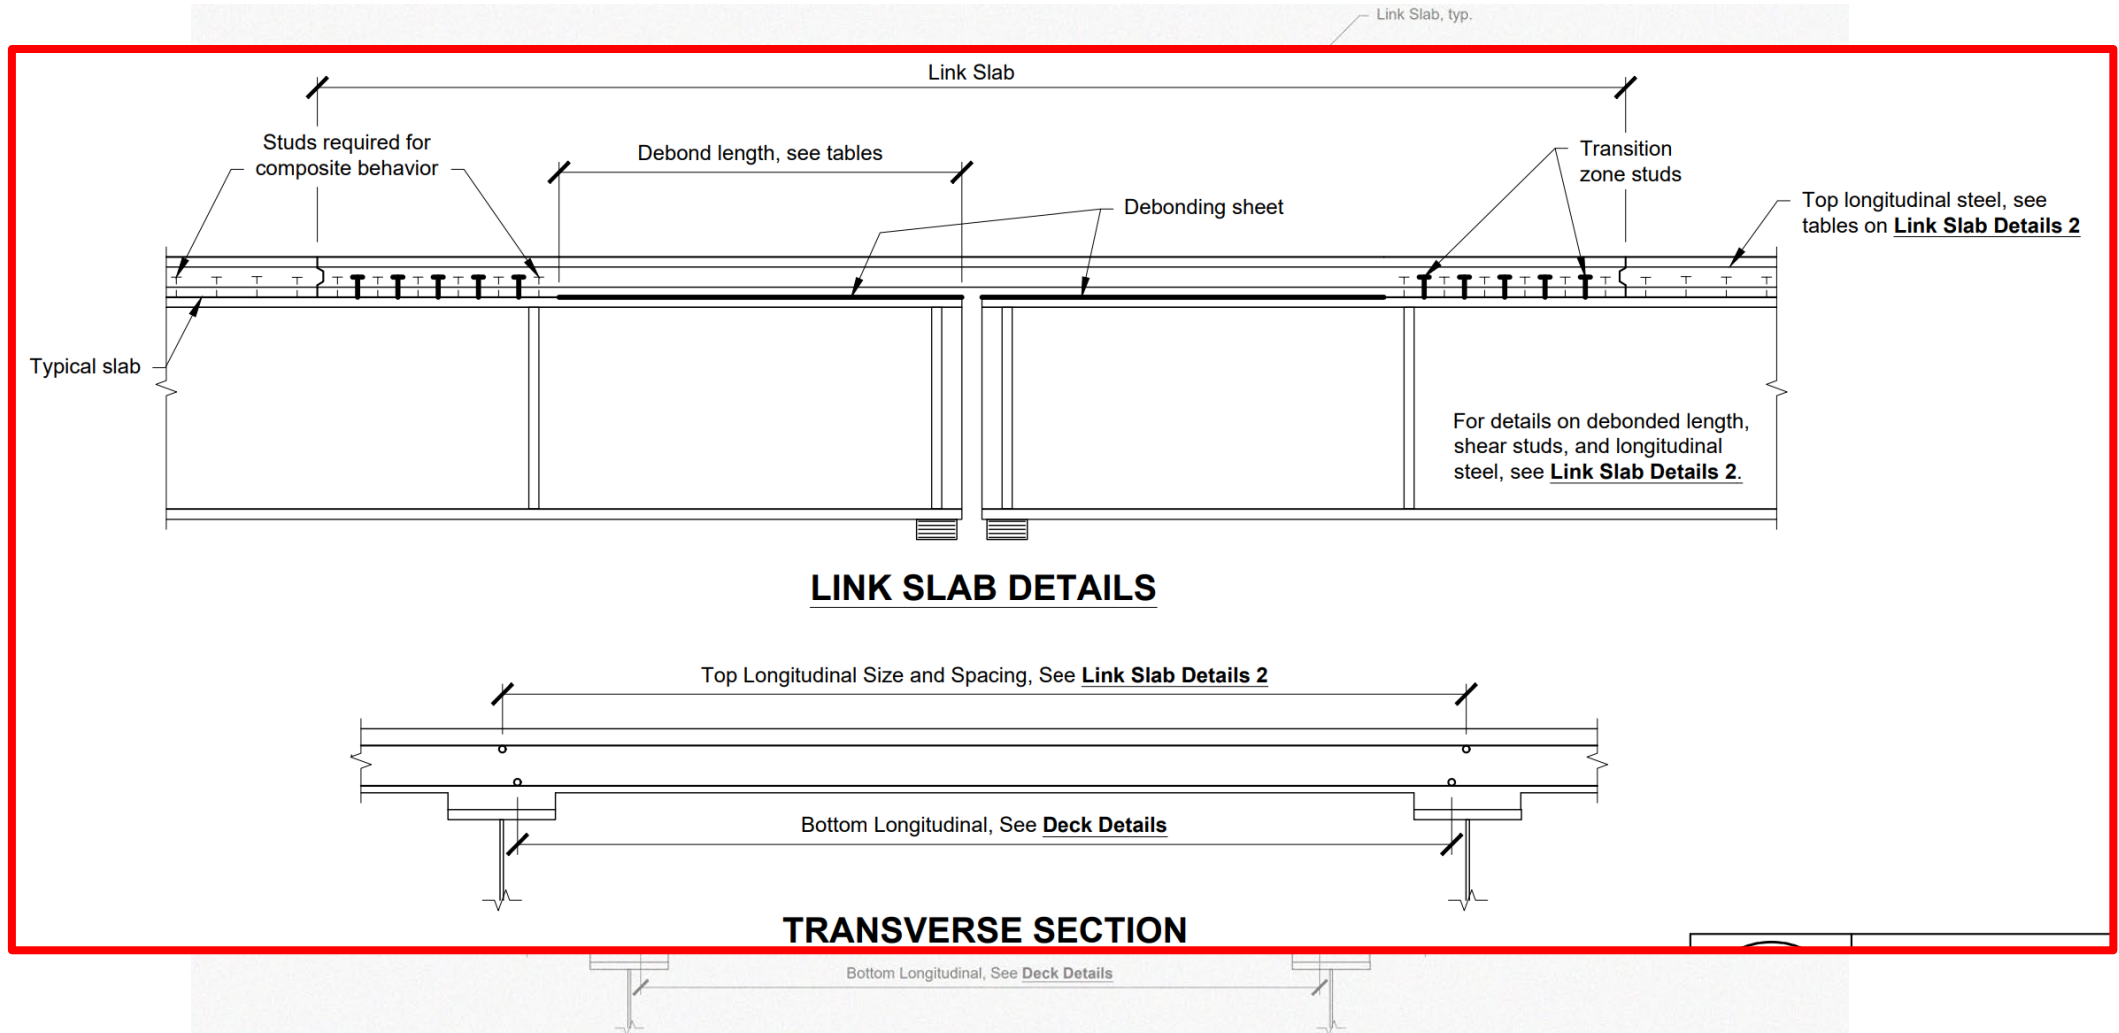 Link Slab, typ.
Link Slab
Studs required for
composite behavior
Debond length, see tables
Transition
zone studs
Debonding sheet
Top longitudinal steel, see
tables on Link Slab Details 2
Typical slab
For details on debonded length,
shear studs, and longitudinal
steel, see Link Slab Details 2.
LINK SLAB DETAILS
Top Longitudinal Size and Spacing, See Link Slab Details 2
Bottom Longitudinal, See Deck Details
TRANSVERSE SECTION
Bottom Longitudinal, See Deck Details